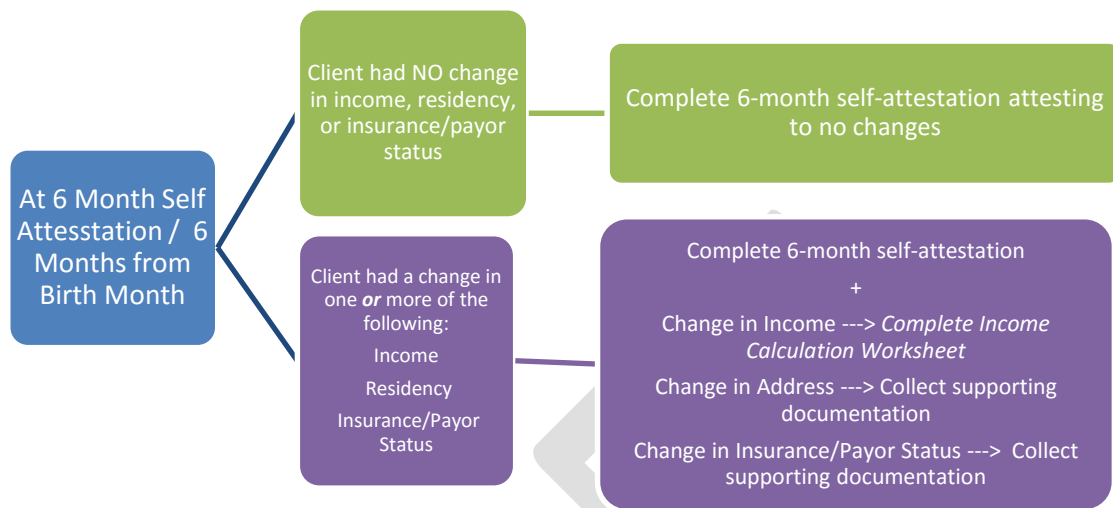 At 6 Month Self
Attesstation / 6
Months from
Birth Month
Client had NO change
in income, residency,
or insurance/payor
status
Complete 6-month self-attestation attesting
to no changes
Client had a change in
one or more of the
following:
Income
Residency
Insurance/Payor
Status
Complete 6-month self-attestation
+
Change in Income ---> Complete Income
Calculation Worksheet
Change in Address ---> Collect supporting
documentation
Change in Insurance/Payor Status ---> Collect
supporting documentation